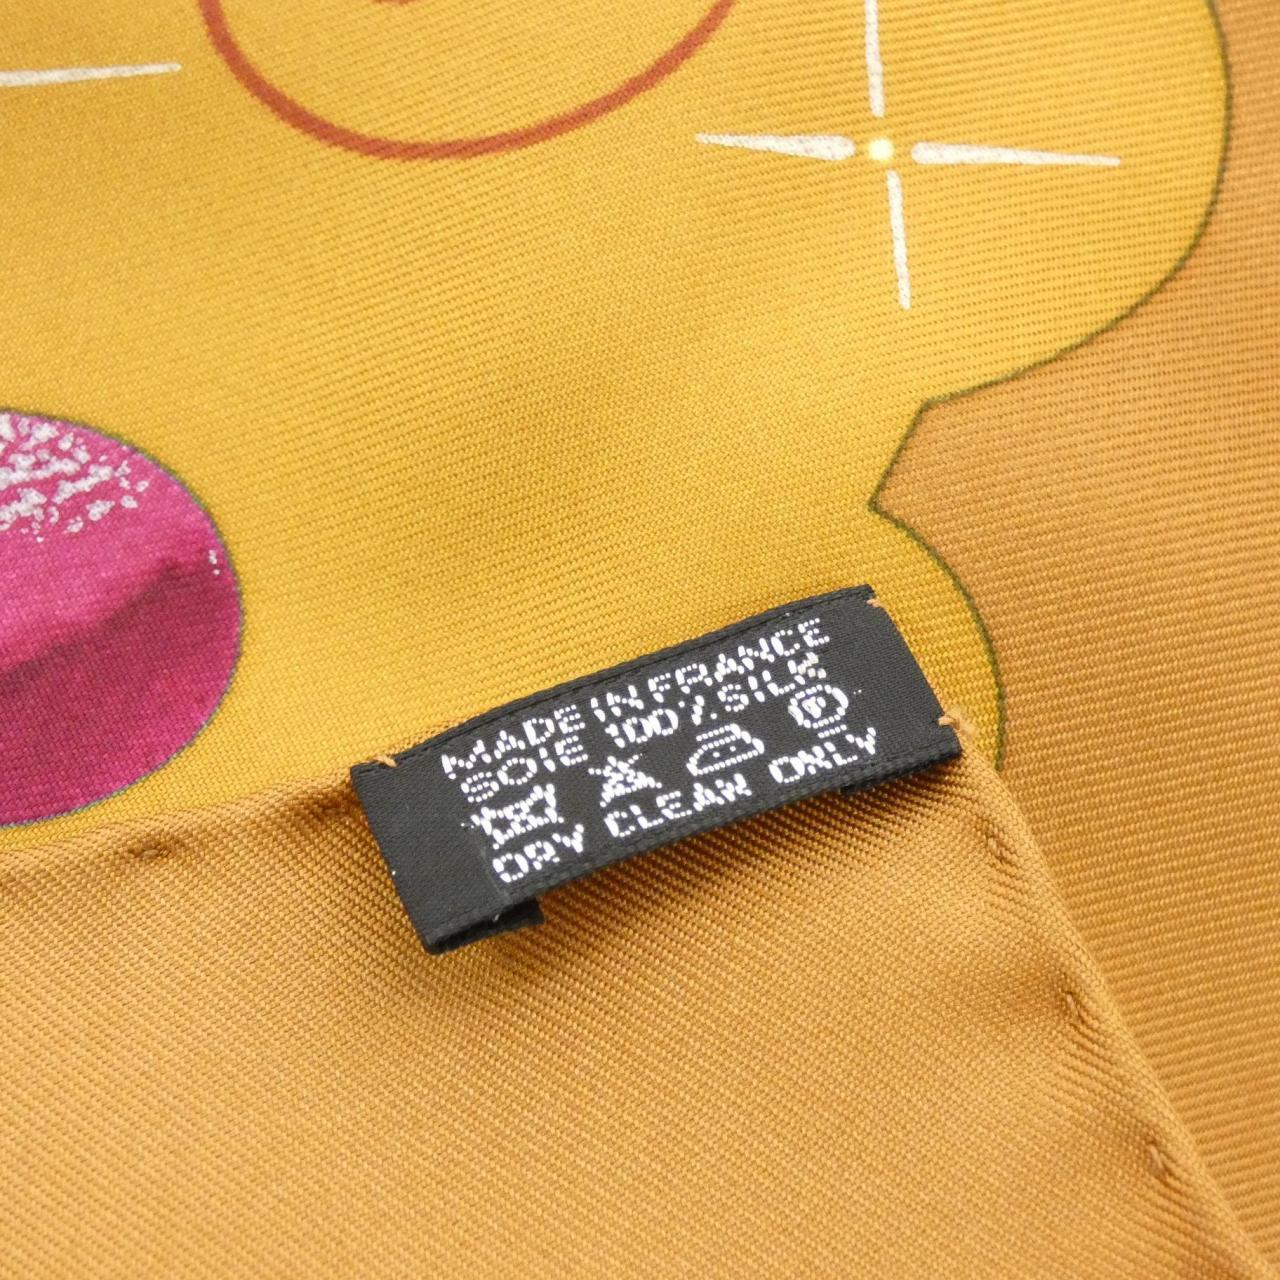 MADE IN FRANCE
SOIE 100% SILK
DRY CLEAN ONLY